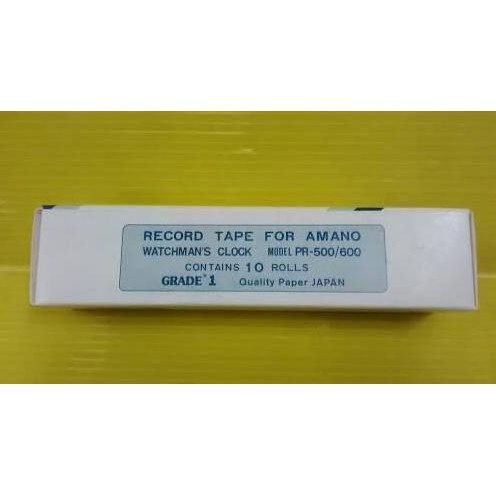 RECORD TAPE FOR AMANO
WATCHMAN'S CLOCK MODEL PR-500/600
CONTAINS 10 ROLLS
GRADE 1 Quality Paper JAPAN